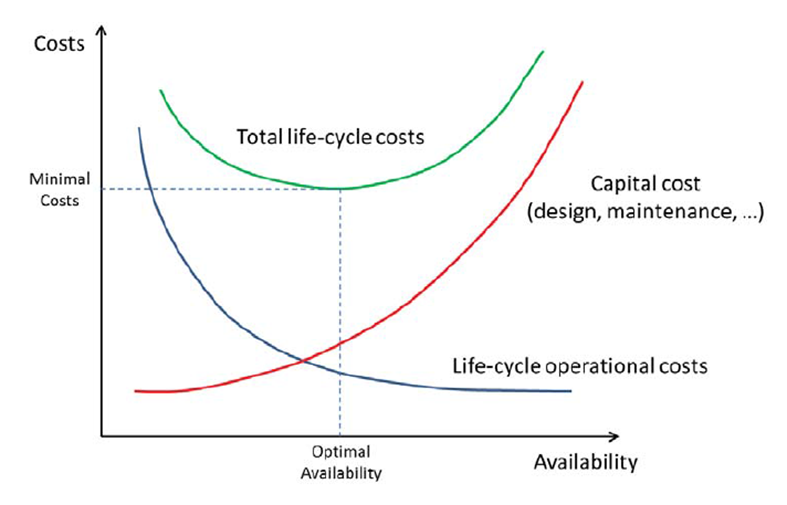 Costs
Total life-cycle costs
Minimal
Costs
Capital cost
(design, maintenance, ...)
Life-cycle operational costs
Optimal
Availability
Availability